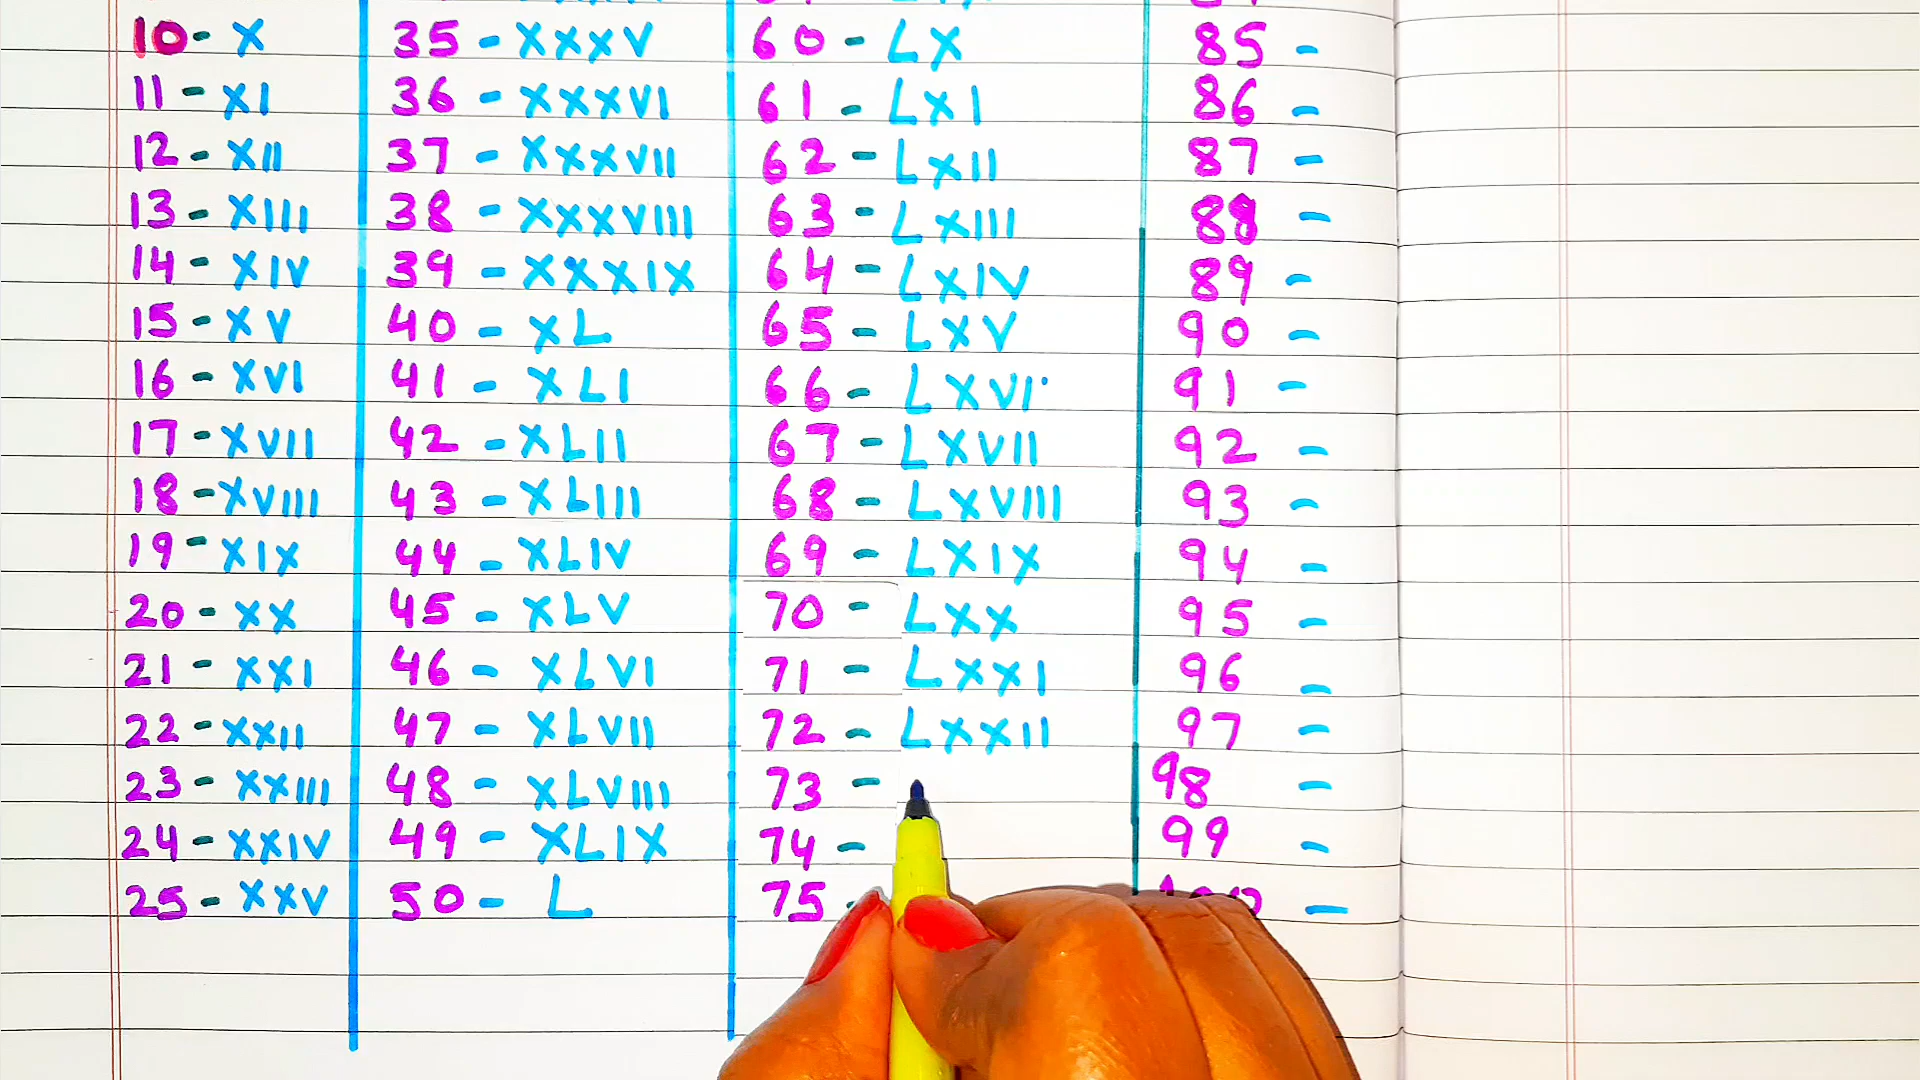 10- X
11- XI
12- XII
13- XIII
14- XIV
15- XV
16- XVI
17- XVII
18- XVIII
19- XIX
20- XX
21- XXI
22- XXII
23- XXIII
24- XXIV
25- XXV
35 - XXXV
36 - XXXVI
37 - XXXVII
38 - XXXVIII
39 - XXXIX
40 - XL
41 - XLI
42 - XLII
43 - XLIII
44 - XLIV
45 - XLV
46 - XLVI
47 - XLVII
48 - XLVIII
49 - XLIX
50 - L
60 - LX
61 - LXI
62 - LXII
63 - LXIII
64 - LXIV
65 - LXV
66 - LXVI
67 - LXVII
68 - LXVIII
69 - LXIX
70 - LXX
71 - LXXI
72 - LXXII
73 -
74 -
75 -
85 -
86 -
87 -
88 -
89 -
90 -
91 -
92 -
93 -
94 -
95 -
96 -
97 -
98 -
99 -